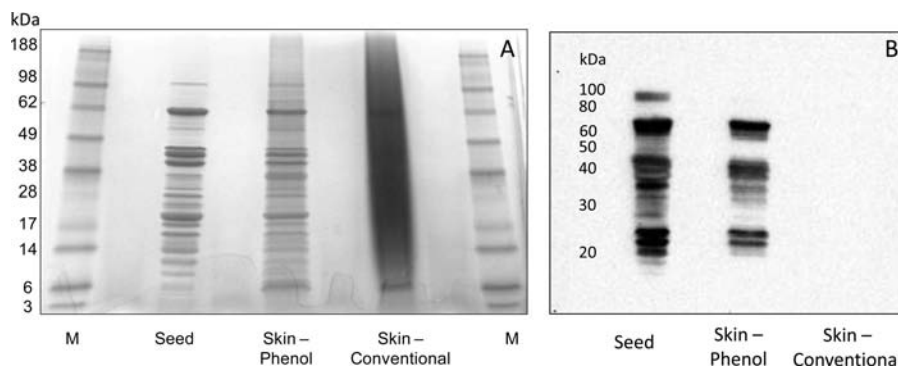 kDa
188
98
62
49
38
28
17
14
6
3
A
M
Seed
Skin –
Phenol
Skin –
Conventional
M
B
kDa
100
80
60
50
40
30
20
Seed
Skin –
Phenol
Skin –
Conventional